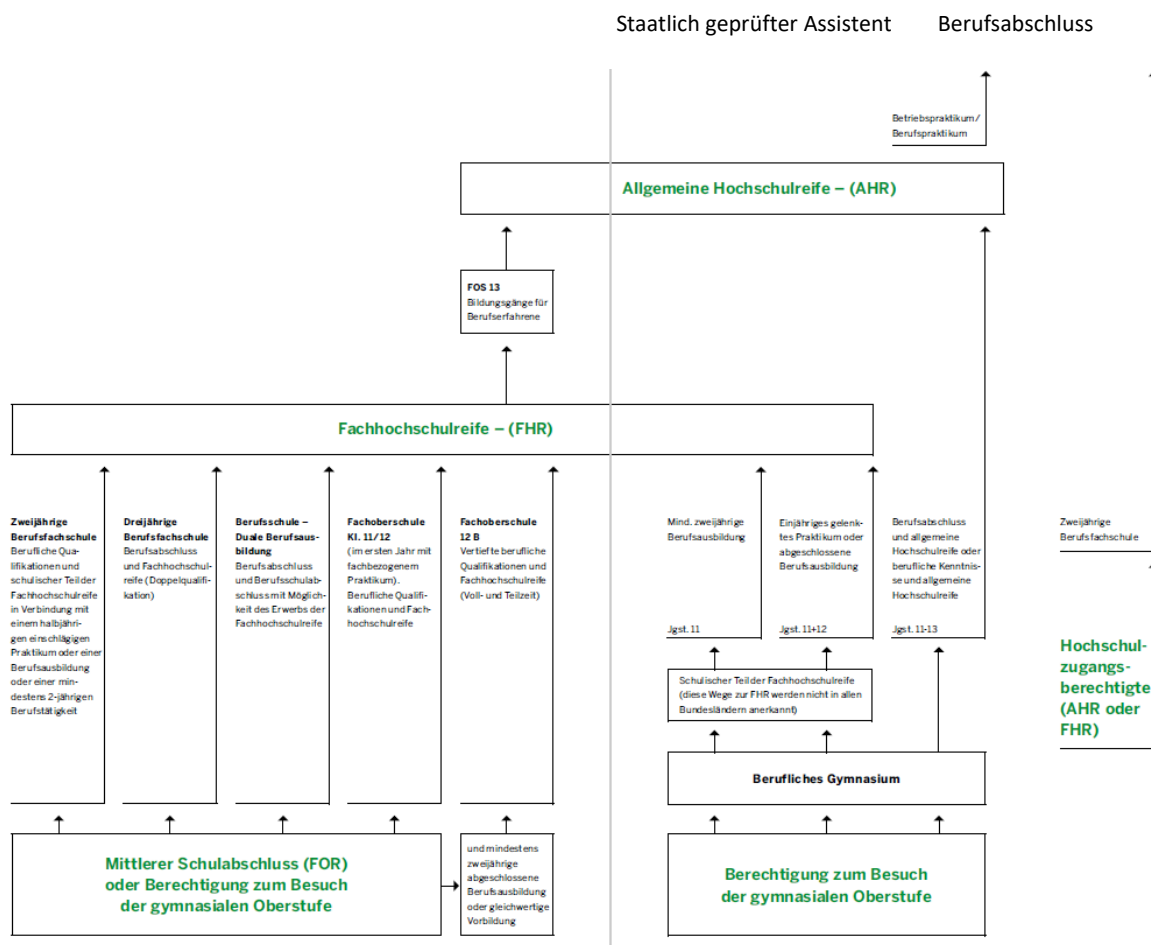 Staatlich geprüfter Assistent
Berufsabschluss
Betriebspraktikum/
Berufspraktikum
Allgemeine Hochschulreife – (AHR)
FOS 13
Bildungsgänge für
Berufserfahrene
Fachhochschulreife – (FHR)
Zweijährige
Berufsfachschule
Berufliche Qua-
lifikationen und
schulischer Teil der
Fachhochschulreife
in Verbindung mit
einem halbjähri-
gen einschlägigen
Praktikum oder einer
Berufsausbildung
oder einer min-
destens 2-jährigen
Berufstätigkeit
Dreijährige
Berufsfachschule
Berufsabschluss
und Fachhochschul-
reife (Doppelqualifi-
kation)
Berufsschule –
Duale Berufsaus-
bildung
Berufsabschluss
und Berufsschulab-
schluss mit Möglich-
keit des Erwerbs der
Fachhochschulreife
Fachoberschule
Kl. 11/12
(im ersten Jahr mit
fachbezogenem
Praktikum).
Berufliche Qualifi-
kationen und Fach-
hochschulreife
Fachoberschule
12 B
Vertiefte berufliche
Qualifikationen und
Fachhochschulreife
(Voll- und Teilzeit)
Mind. zweijährige
Berufsausbildung
Jgst. 11
Einjähriges gelenk-
tes Praktikum oder
abgeschlossene
Berufsausbildung
Jgst. 11+12
Berufsabschluss
und allgemeine
Hochschulreife oder
berufliche Kenntnis-
se und allgemeine
Hochschulreife
Jgst. 11-13
Zweijährige
Berufsfachschule
Schulischer Teil der Fachhochschulreife
(diese Wege zur FHR werden nicht in allen
Bundesländern anerkannt)
Hochschul-
zugangs-
berechtigte
(AHR oder
FHR)
Berufliches Gymnasium
Mittlerer Schulabschluss (FOR)
oder Berechtigung zum Besuch
der gymnasialen Oberstufe
und mindestens
zweijährige
abgeschlossene
Berufsausbildung
oder gleichwertige
Vorbildung
Berechtigung zum Besuch
der gymnasialen Oberstufe